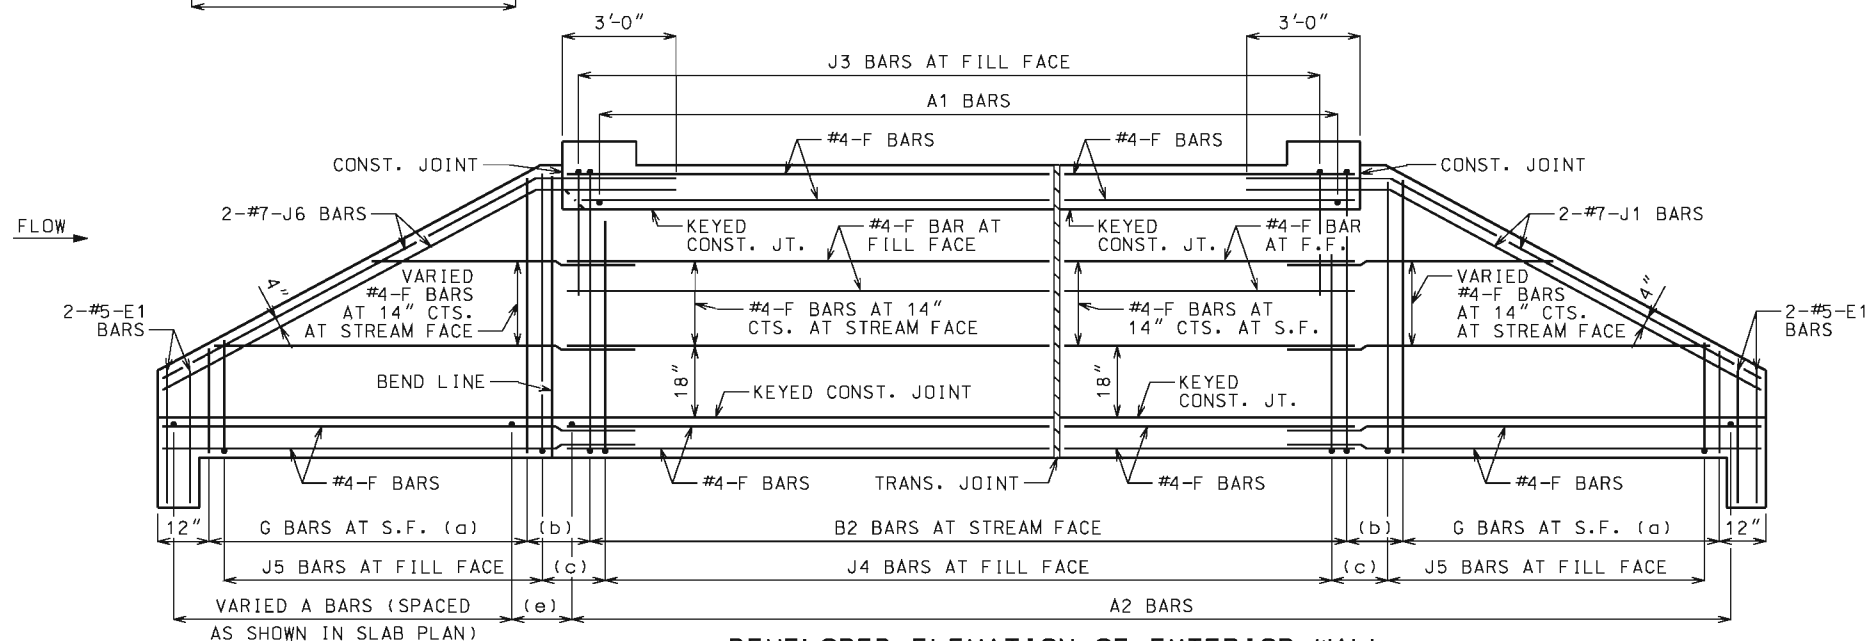 3'-0"
3'-0"
J3 BARS AT FILL FACE
A1 BARS
#4-F BARS
#4-F BARS
CONST. JOINT
CONST. JOINT
FLOW
2-#7-J6 BARS
2-#7-J1 BARS
KEYED
CONST. JT.
#4-F BAR AT
FILL FACE
KEYED
CONST. JT.
#4-F BAR
AT F.F.
VARIED
#4-F BARS
AT 14" CTS.
AT STREAM FACE
4"
#4-F BARS AT 14"
CTS. AT STREAM FACE
#4-F BARS AT
14" CTS. AT S.F.
VARIED
#4-F BARS
AT 14" CTS.
AT STREAM FACE
4"
2-#5-E1
BARS
2-#5-E1
BARS
BEND LINE
18"
KEYED CONST. JOINT
18"
KEYED
CONST. JT.
#4-F BARS
#4-F BARS
TRANS. JOINT
#4-F BARS
#4-F BARS
12"
G BARS AT S.F. (a)
(b)
B2 BARS AT STREAM FACE
(b)
G BARS AT S.F. (a)
12"
J5 BARS AT FILL FACE
(c)
J4 BARS AT FILL FACE
(c)
J5 BARS AT FILL FACE
VARIED A BARS (SPACED
AS SHOWN IN SLAB PLAN)
(e)
A2 BARS
DEVELOPED ELEVATION OF EXTERIOR WALL